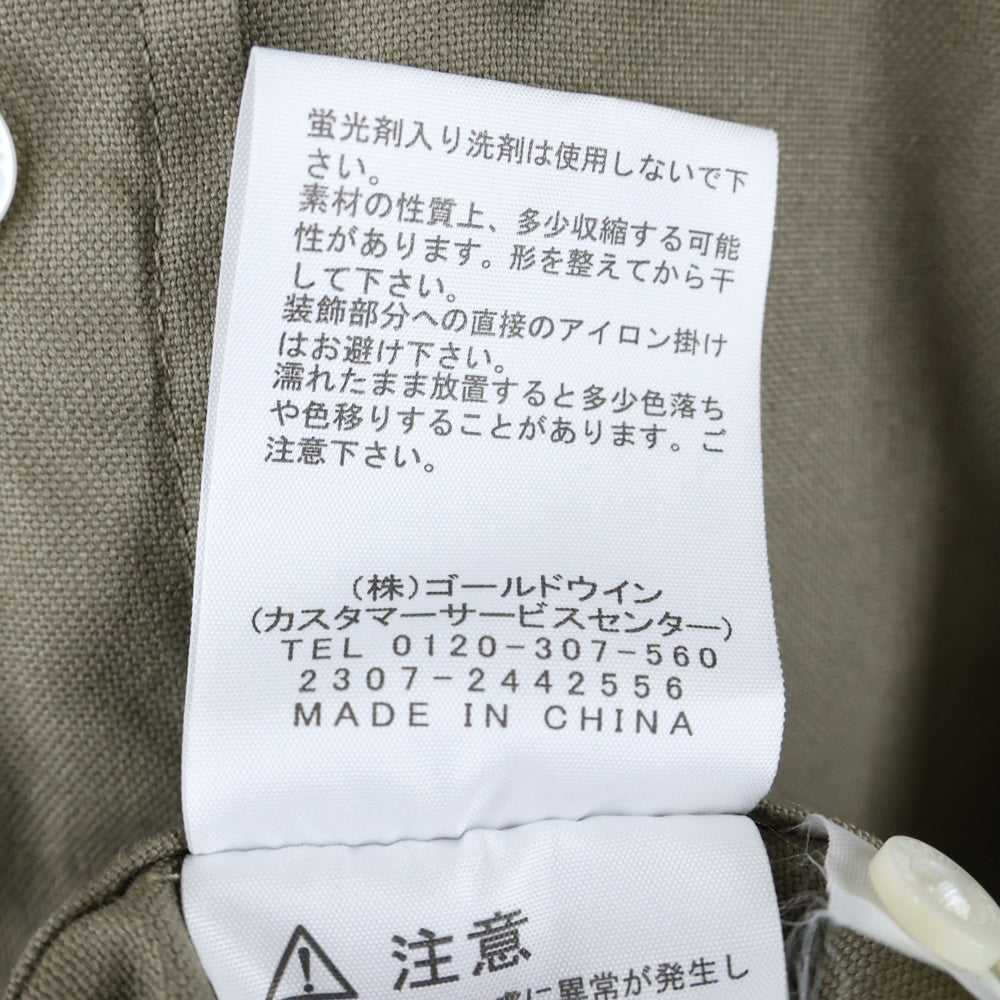 蛍光剤入り洗剤は使用しないで下
さい。
素材の性質上、多少収縮する可能
性があります。形を整えてから干
して下さい。
装飾部分への直接のアイロン掛け
はお避け下さい。
濡れたまま放置すると多少色落ち
や色移りすることがあります。ご
注意下さい。
(株)ゴールドウイン
(カスタマーサービスセンター)
TEL 0120-307-560
2307-2442556
MADE IN CHINA
注意
に異常が発生し